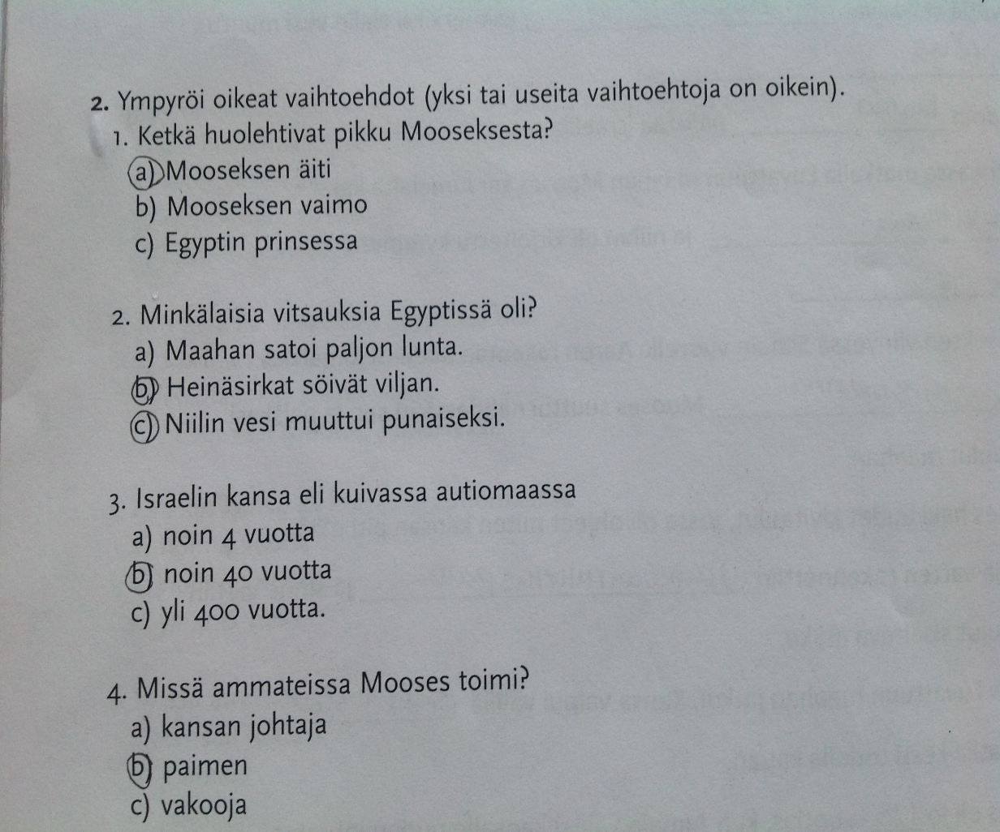 2. Ympyröi oikeat vaihtoehdot (yksi tai useita vaihtoehtoja on oikein).
1. Ketkä huolehtivat pikku Mooseksesta?
a) Mooseksen äiti
b) Mooseksen vaimo
c) Egyptin prinsessa
2. Minkälaisia vitsauksia Egyptissä oli?
a) Maahan satoi paljon lunta.
b) Heinäsirkat söivät viljan.
c) Niilin vesi muuttui punaiseksi.
3. Israelin kansa eli kuivassa autiomaassa
a) noin 4 vuotta
b) noin 40 vuotta
c) yli 400 vuotta.
4. Missä ammateissa Mooses toimi?
a) kansan johtaja
b) paimen
c) vakooja